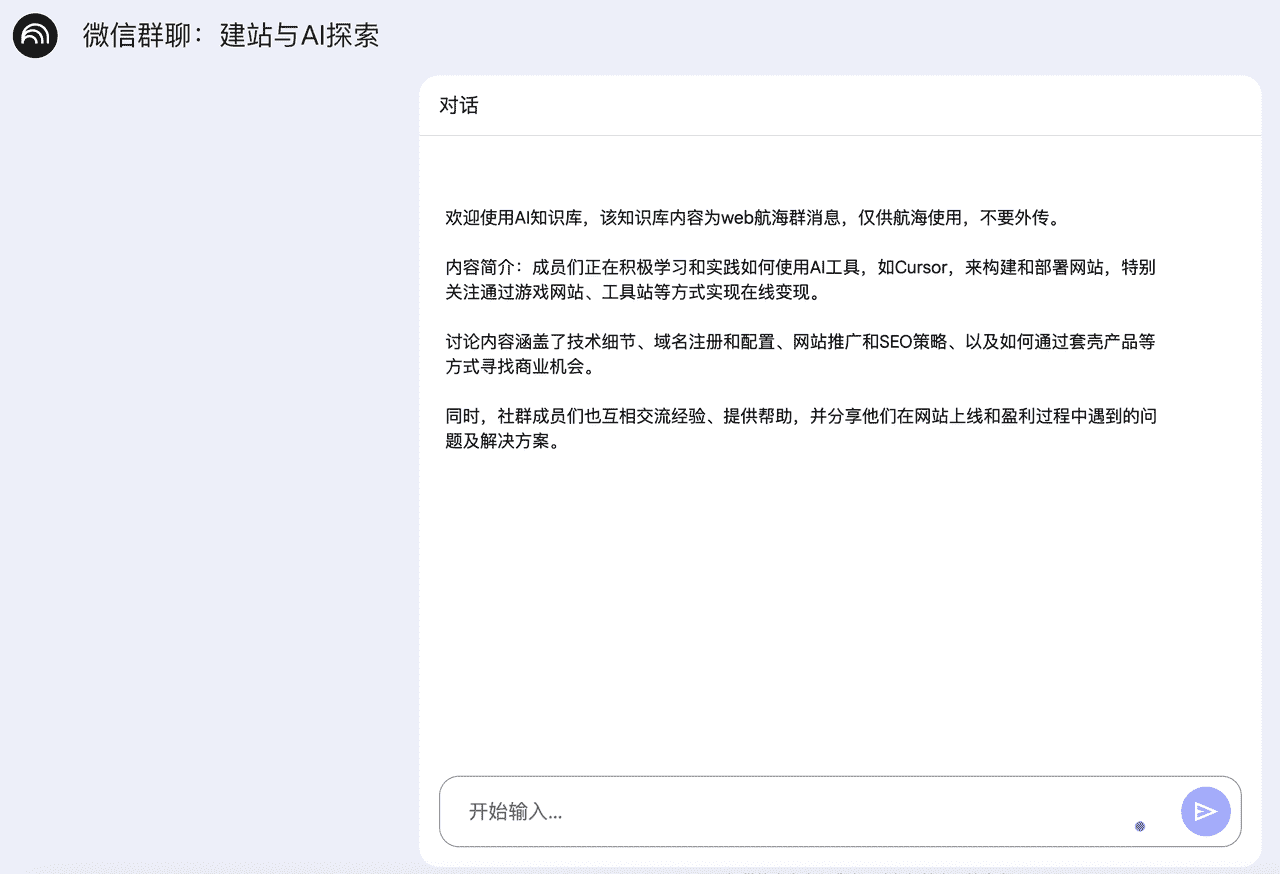 微信群聊：建站与AI探索
对话
欢迎使用AI知识库，该知识库内容为web航海群消息，仅供航海使用，不要外传。
内容简介：成员们正在积极学习和实践如何使用AI工具，如Cursor，来构建和部署网站，特别
关注通过游戏网站、工具站等方式实现在线变现。
讨论内容涵盖了技术细节、域名注册和配置、网站推广和SEO策略、以及如何通过套壳产品等
方式寻找商业机会。
同时，社群成员们也互相交流经验、提供帮助，并分享他们在网站上线和盈利过程中遇到的问
题及解决方案。
开始输入...